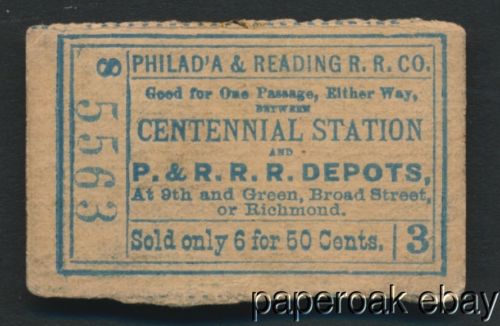 8
5563
PHILAD'A & READING R. R. CO.
Good for One Passage, Either Way,
BETWEEN
CENTENNIAL STATION
AND
P. & R. R. R. DEPOTS,
At 9th and Green, Broad Street,
or Richmond.
Sold only 6 for 50 Cents.
3
paperoak ebay